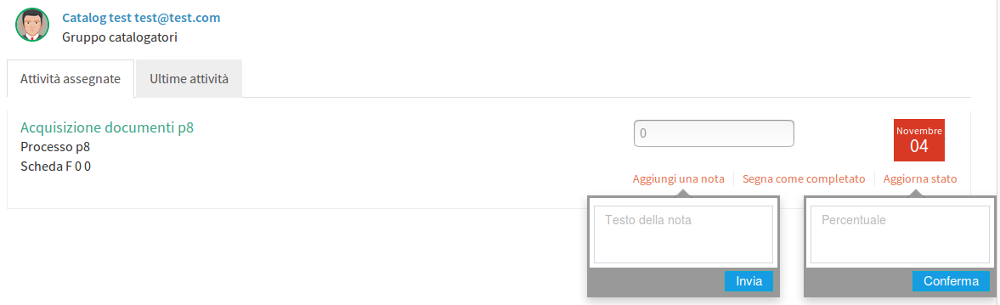 Catalog test test@test.com
Gruppo catalogatori
Attività assegnate
Ultime attività
Acquisizione documenti p8
Processo p8
Scheda F 0 0
0
Novembre
04
Aggiungi una nota
Segna come completato
Aggiorna stato
Testo della nota
Invia
Percentuale
Conferma